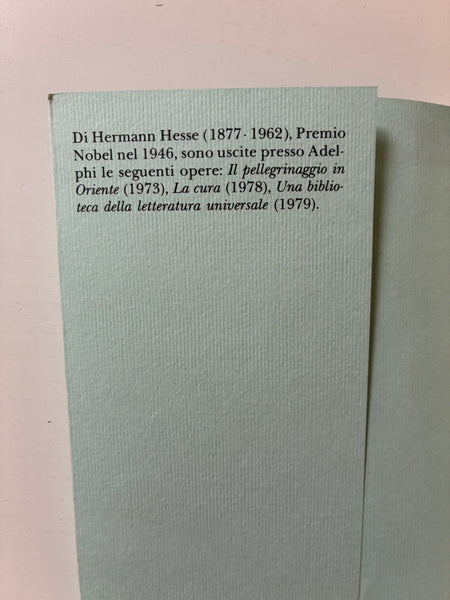 Di Hermann Hesse (1877-1962), Premio
Nobel nel 1946, sono uscite presso Adel-
phi le seguenti opere: Il pellegrinaggio in
Oriente (1973), La cura (1978), Una biblio-
teca della letteratura universale (1979).